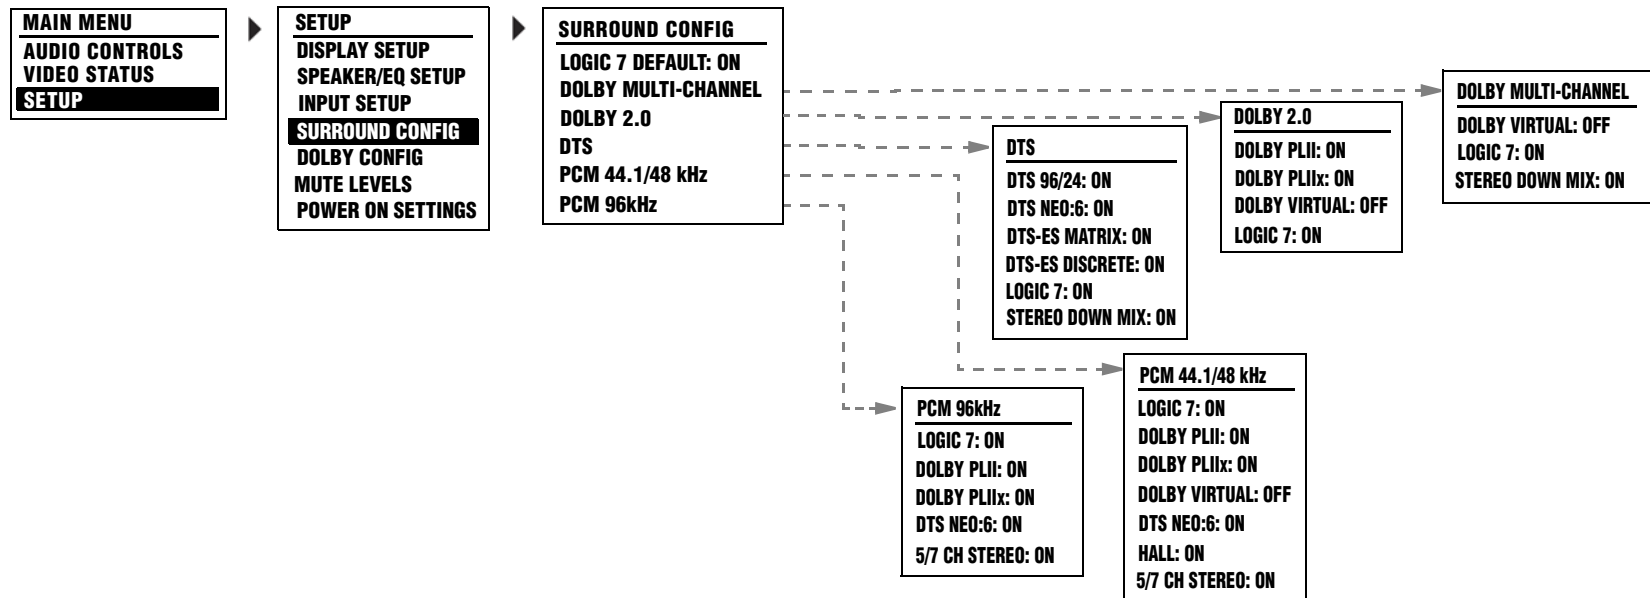 MAIN MENU
AUDIO CONTROLS
VIDEO STATUS
SETUP
SETUP
DISPLAY SETUP
SPEAKER/EQ SETUP
INPUT SETUP
SURROUND CONFIG
DOLBY CONFIG
MUTE LEVELS
POWER ON SETTINGS
SURROUND CONFIG
LOGIC 7 DEFAULT: ON
DOLBY MULTI-CHANNEL
DOLBY 2.0
DTS
PCM 44.1/48 kHz
PCM 96kHz
DOLBY MULTI-CHANNEL
DOLBY VIRTUAL: OFF
LOGIC 7: ON
STEREO DOWN MIX: ON
DOLBY 2.0
DOLBY PLII: ON
DOLBY PLIIx: ON
DOLBY VIRTUAL: OFF
LOGIC 7: ON
DTS
DTS 96/24: ON
DTS NEO:6: ON
DTS-ES MATRIX: ON
DTS-ES DISCRETE: ON
LOGIC 7: ON
STEREO DOWN MIX: ON
PCM 44.1/48 kHz
LOGIC 7: ON
DOLBY PLII: ON
DOLBY PLIIx: ON
DOLBY VIRTUAL: OFF
DTS NEO:6: ON
HALL: ON
5/7 CH STEREO: ON
PCM 96kHz
LOGIC 7: ON
DOLBY PLII: ON
DOLBY PLIIx: ON
DTS NEO:6: ON
5/7 CH STEREO: ON